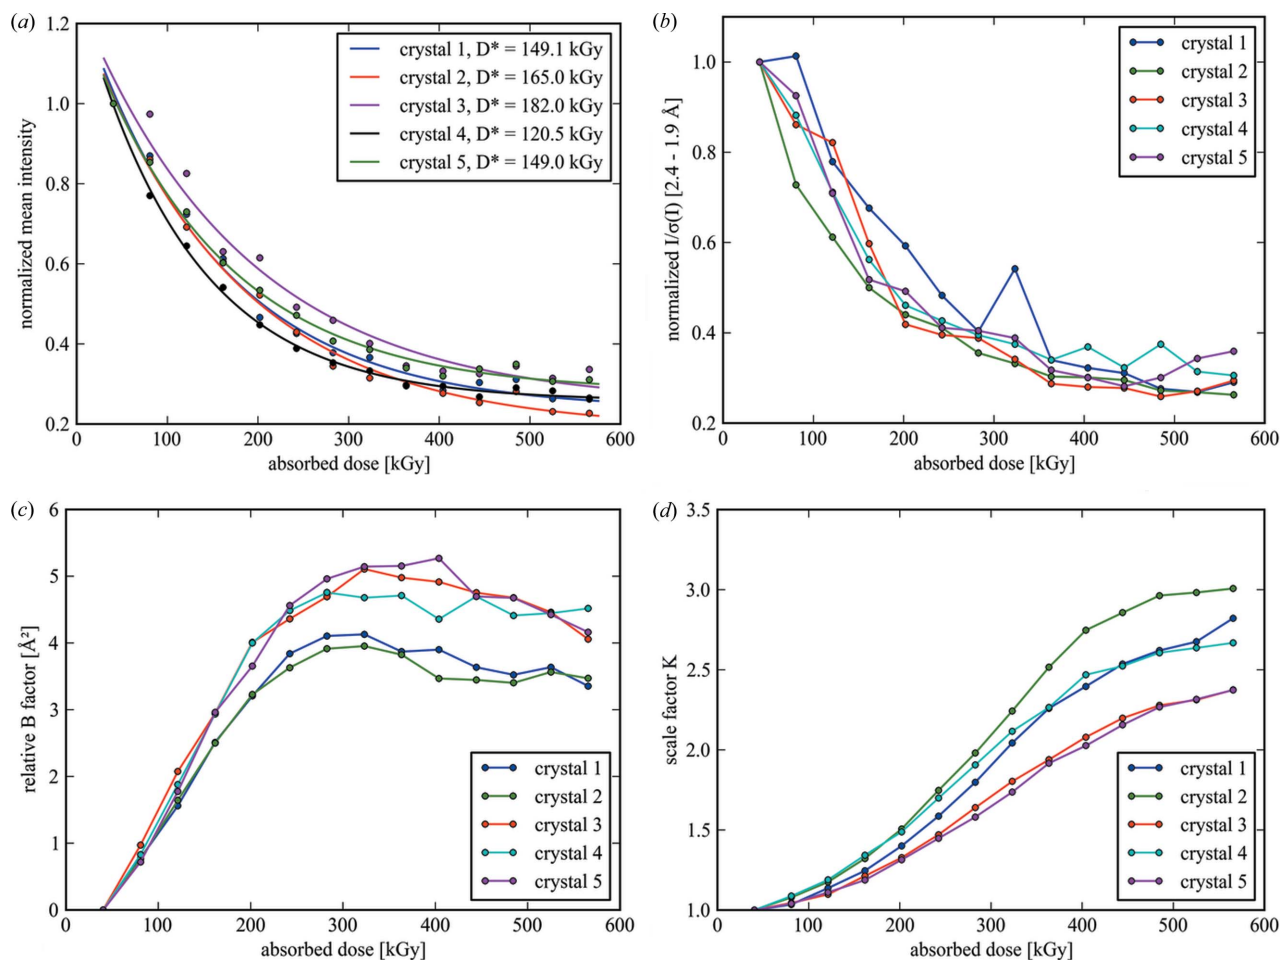 (a)
1.2
1.0
0.8
0.6
0.4
0.2
normalized mean intensity
crystal 1, D* = 149.1 kGy
crystal 2, D* = 165.0 kGy
crystal 3, D* = 182.0 kGy
crystal 4, D* = 120.5 kGy
crystal 5, D* = 149.0 kGy
0 100 200 300 400 500 600
absorbed dose [kGy]
(b)
1.0
0.8
0.6
0.4
0.2
normalized I/σ(I) [2.4 - 1.9 Å]
crystal 1
crystal 2
crystal 3
crystal 4
crystal 5
0 100 200 300 400 500 600
absorbed dose [kGy]
(c)
6
5
4
3
2
1
0
relative B factor [Å²]
crystal 1
crystal 2
crystal 3
crystal 4
crystal 5
0 100 200 300 400 500 600
absorbed dose [kGy]
(d)
3.5
3.0
2.5
2.0
1.5
1.0
scale factor K
crystal 1
crystal 2
crystal 3
crystal 4
crystal 5
0 100 200 300 400 500 600
absorbed dose [kGy]